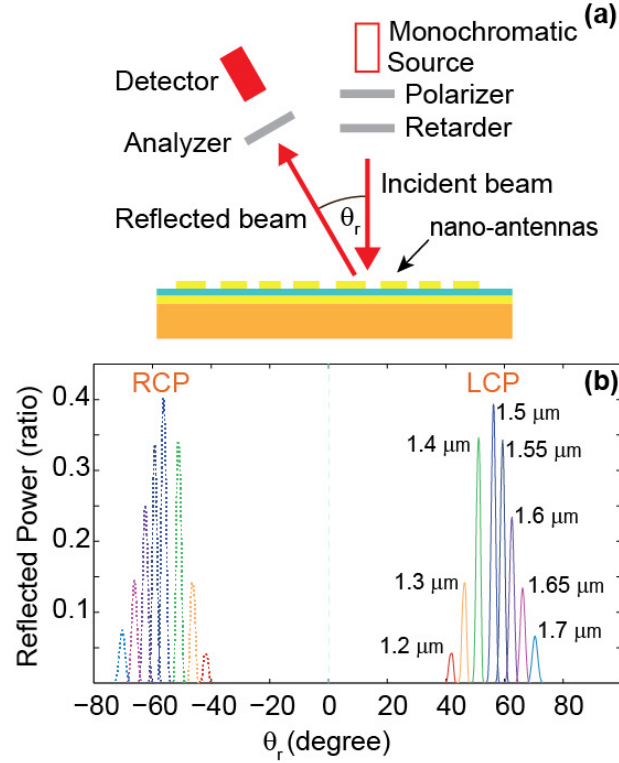 (a)
Monochromatic
Source
Detector
Polarizer
Retarder
Analyzer
Incident beam
Reflected beam
θr
nano-antennas
(b)
RCP
LCP
0.4
0.3
0.2
0.1
1.5 μm
1.4 μm
1.55 μm
1.6 μm
1.3 μm
1.65 μm
1.2 μm
1.7 μm
Reflected Power (ratio)
−80 −60 −40 −20 0 20 40 60 80
θr (degree)